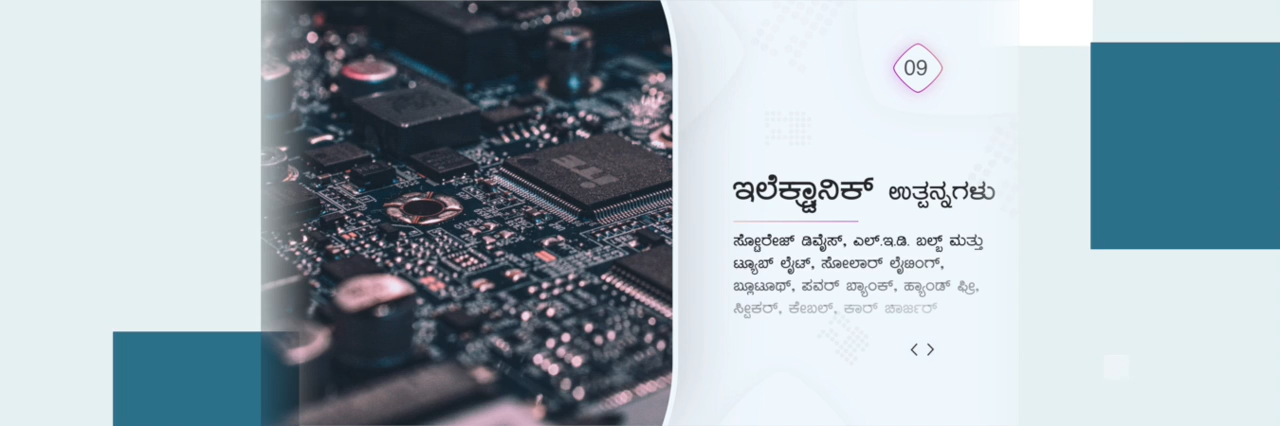 09
ಇಲೆಕ್ಟ್ರಾನಿಕ್ ಉತ್ಪನ್ನಗಳು
ಸ್ಟೋರೇಜ್ ಡಿವೈಸ್, ಎಲ್.ಇ.ಡಿ. ಬಲ್ಬ್ ಮತ್ತು
ಟ್ಯೂಬ್ ಲೈಟ್, ಸೋಲಾರ್ ಲೈಟಿಂಗ್,
ಬ್ಲೂಟೂಥ್, ಪವರ್ ಬ್ಯಾಂಕ್, ಹ್ಯಾಂಡ್ ಫ್ರೀ,
ಸ್ಪೀಕರ್, ಕೇಬಲ್, ಕಾರ್ ಚಾರ್ಜರ್